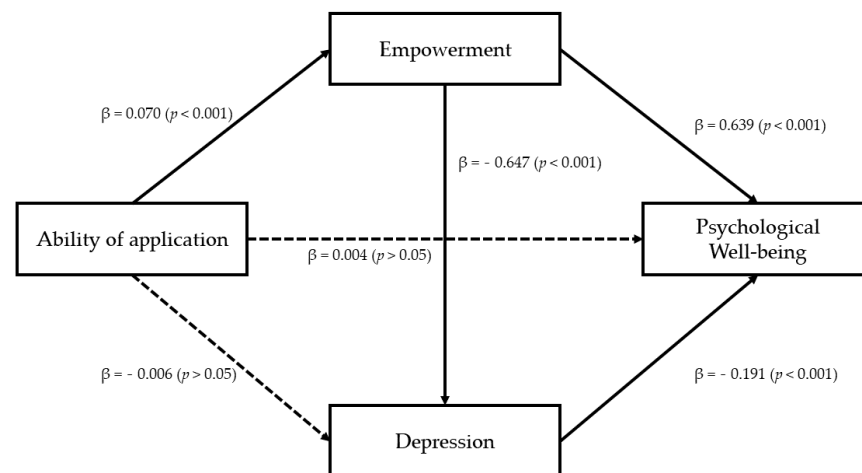 Empowerment
β = 0.070 (p < 0.001)
β = 0.639 (p < 0.001)
β = - 0.647 (p < 0.001)
Ability of application
Psychological
Well-being
β = 0.004 (p > 0.05)
β = - 0.006 (p > 0.05)
β = - 0.191 (p < 0.001)
Depression